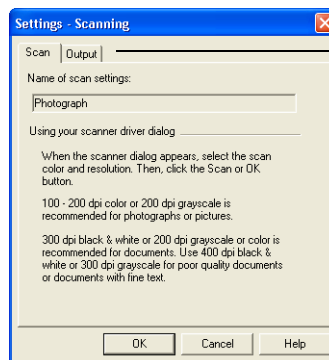 Settings - Scanning
Scan Output
Name of scan settings:
Photograph
Using your scanner driver dialog
When the scanner dialog appears, select the scan
color and resolution. Then, click the Scan or OK
button.
100 - 200 dpi color or 200 dpi grayscale is
recommended for photographs or pictures.
300 dpi black & white or 200 dpi grayscale or color is
recommended for documents. Use 400 dpi black &
white or 300 dpi grayscale for poor quality documents
or documents with fine text.
OK Cancel Help